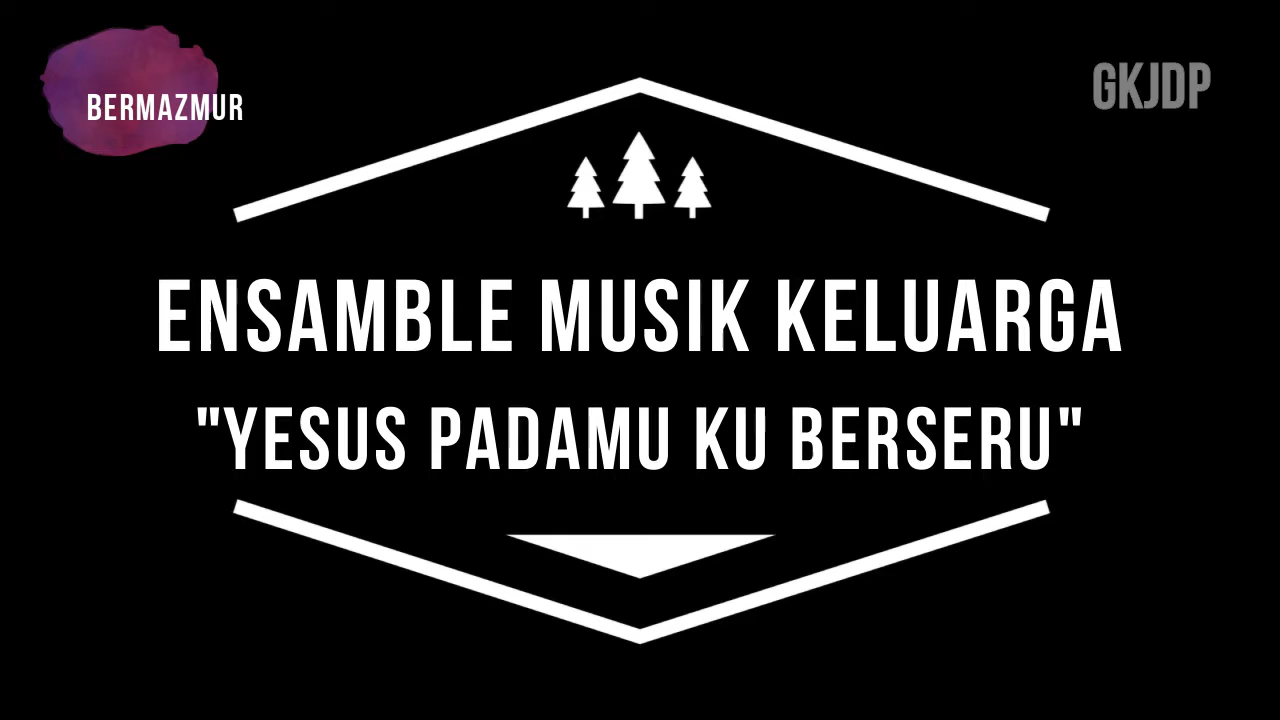 BERMAZMUR
GKJDP
ENSAMBLE MUSIK KELUARGA
"YESUS PADAMU KU BERSERU"